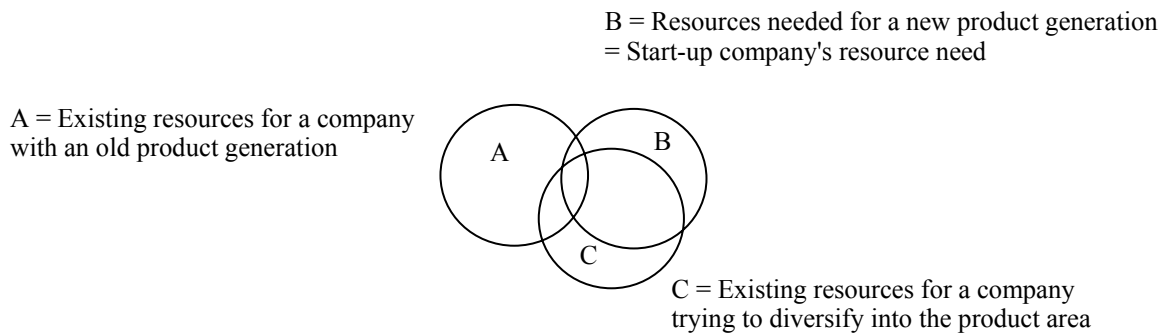 B = Resources needed for a new product generation
= Start-up company's resource need
A = Existing resources for a company
with an old product generation
A
B
C
C = Existing resources for a company
trying to diversify into the product area